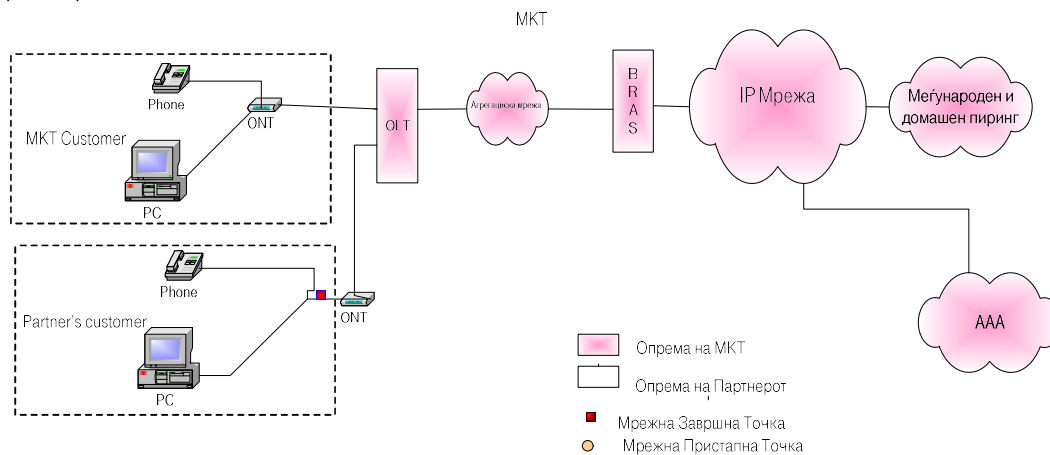 МКТ
Phone
ONT
MKT Customer
PC
OLT
Агрегациска мрежа
B
R
A
S
IP Мрежа
Меѓународен и
домашен пиринг
Phone
ONT
Partner's customer
PC
AAA
Опрема на МКТ
Опрема на Партнерот
Мрежна Завршна Точка
Мрежна Пристапна Точка